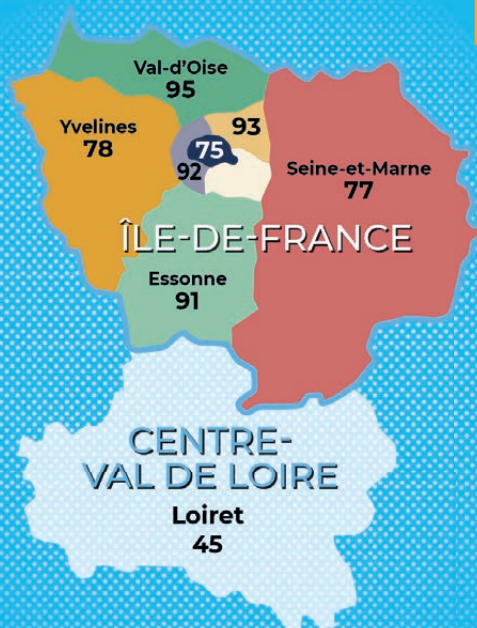 Val-d'Oise
95
Yvelines
78
93
75
92
Seine-et-Marne
77
ÎLE-DE-FRANCE
Essonne
91
CENTRE-
VAL DE LOIRE
Loiret
45